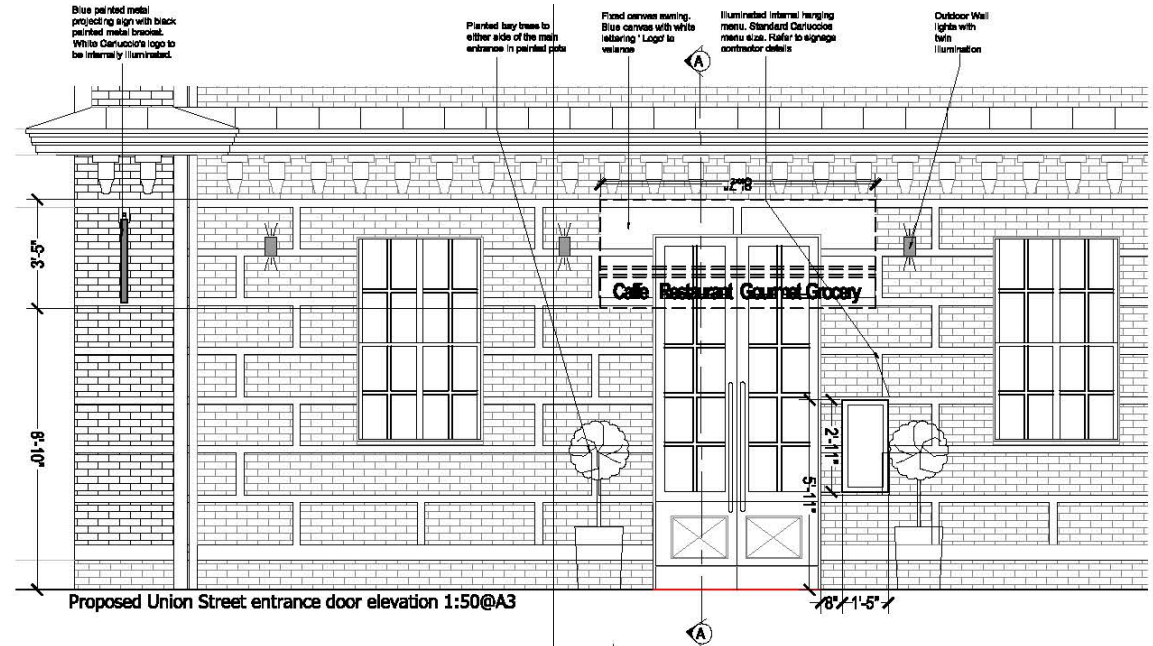 Blue painted metal
projecting sign with black
painted metal bracket.
White Carluccio's logo to
be internally illuminated.
Planted bay trees to
either side of the main
entrance in painted pots
Fixed canvas awning.
Blue canvas with white
lettering ' Logo' to
valance
Illuminated internal hanging
menu. Standard Carluccios
menu size. Refer to signage
contractor details
Outdoor Wall
lights with
twin
illumination
A
8'-2"
3'-5"
Caffe Restaurant Gourmet Grocery
8'-10"
2'-11"
5'-11"
8" 1'-5"
Proposed Union Street entrance door elevation 1:50@A3
A